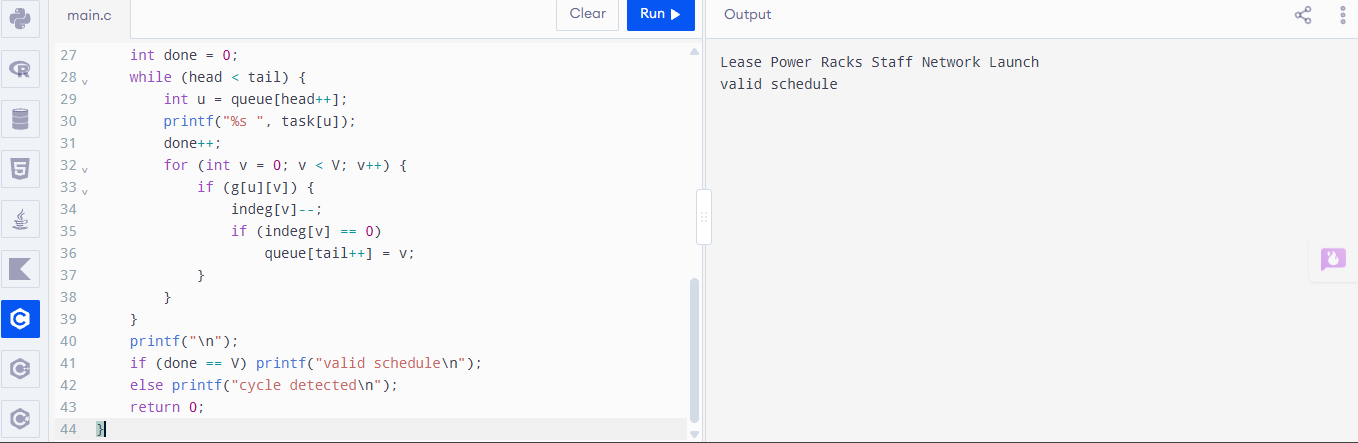 main.c
Clear
Run
Output
27 int done = 0;
28 while (head < tail) {
29 int u = queue[head++];
30 printf("%s ", task[u]);
31 done++;
32 for (int v = 0; v < V; v++) {
33 if (g[u][v]) {
34 indeg[v]--;
35 if (indeg[v] == 0)
36 queue[tail++] = v;
37 }
38 }
39 }
40 printf("\n");
41 if (done == V) printf("valid schedule\n");
42 else printf("cycle detected\n");
43 return 0;
44 }
Lease Power Racks Staff Network Launch
valid schedule